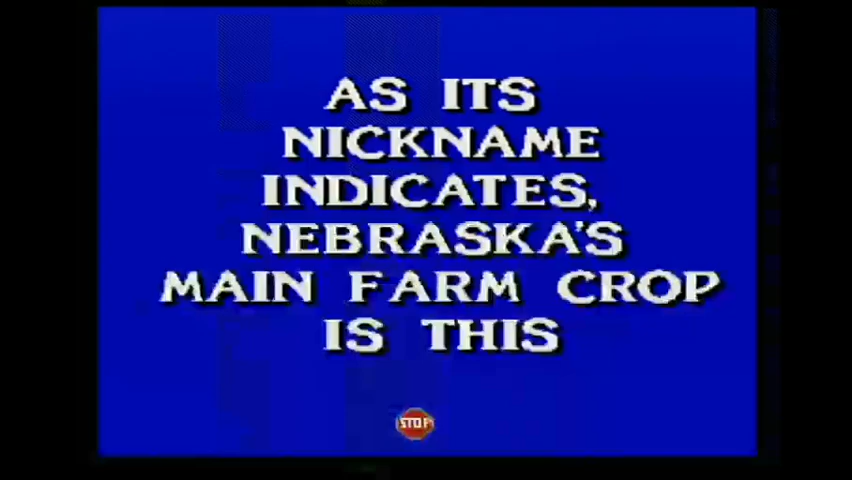 AS ITS
NICKNAME
INDICATES,
NEBRASKA'S
MAIN FARM CROP
IS THIS
STOP